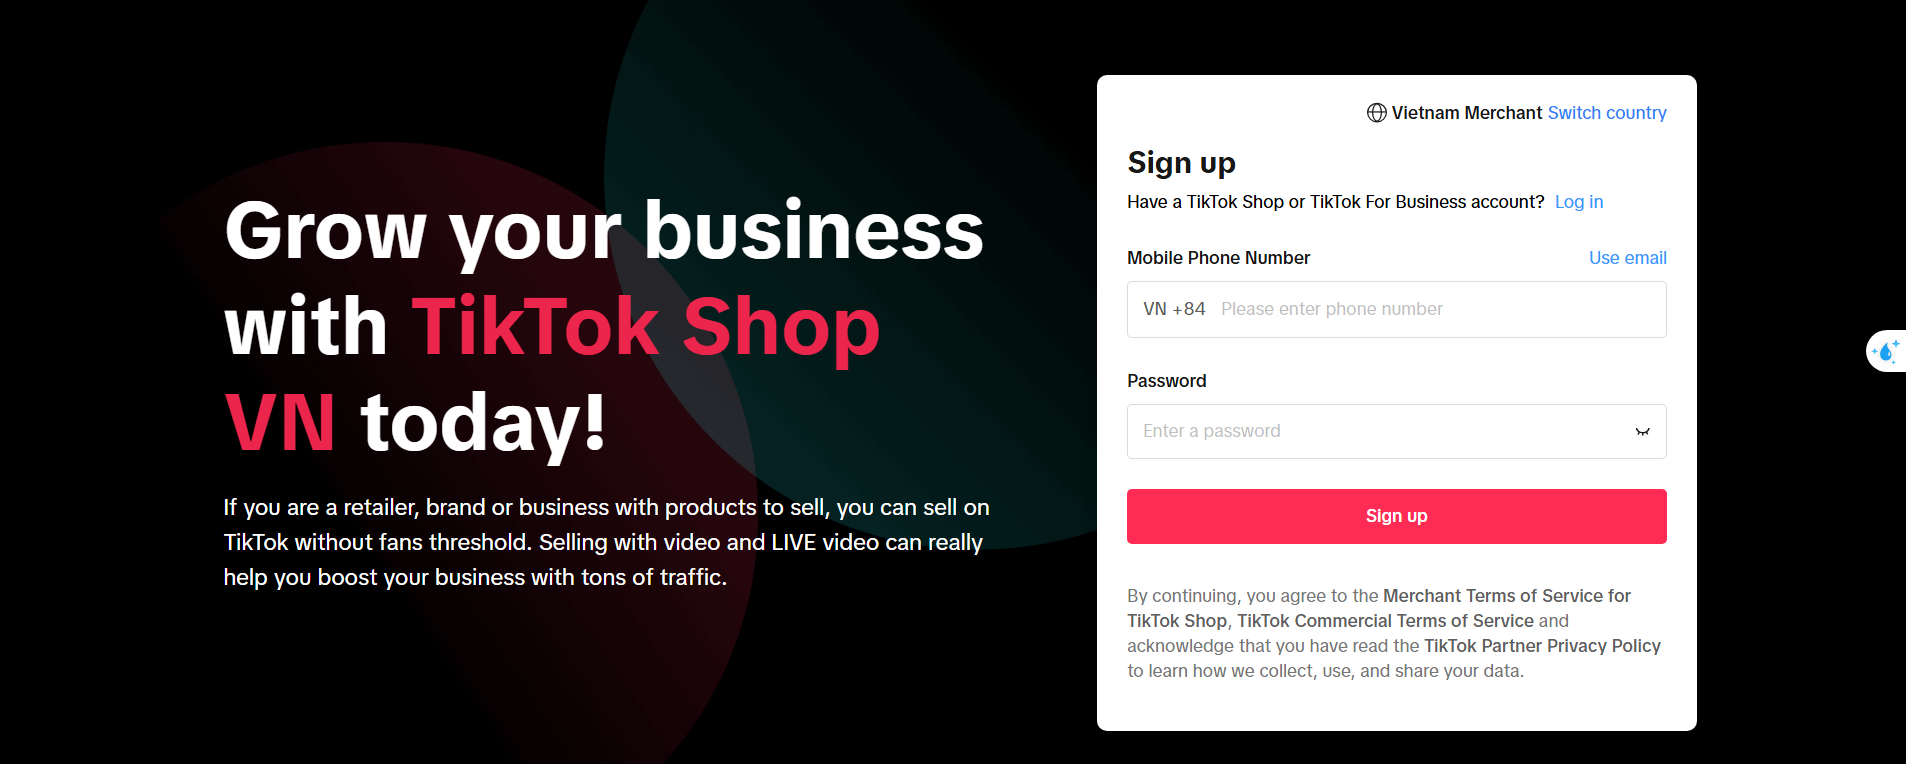 Grow your business
with TikTok Shop
VN today!
If you are a retailer, brand or business with products to sell, you can sell on
TikTok without fans threshold. Selling with video and LIVE video can really
help you boost your business with tons of traffic.
Vietnam Merchant Switch country
Sign up
Have a TikTok Shop or TikTok For Business account? Log in
Mobile Phone Number Use email
VN +84 Please enter phone number
Password
Enter a password
Sign up
By continuing, you agree to the Merchant Terms of Service for
TikTok Shop, TikTok Commercial Terms of Service and
acknowledge that you have read the TikTok Partner Privacy Policy
to learn how we collect, use, and share your data.